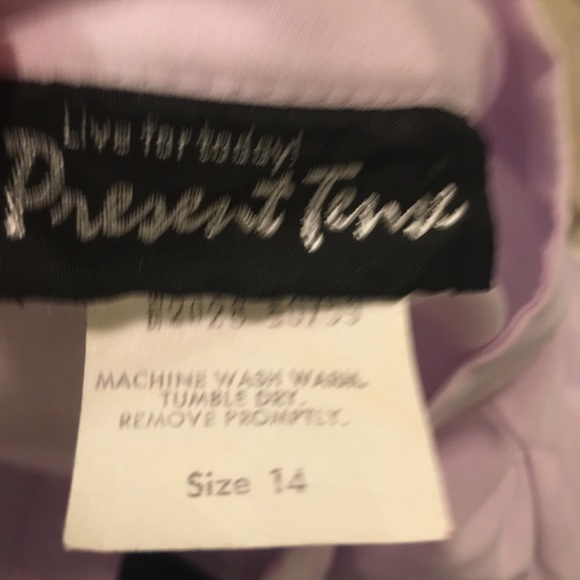 Live for today!
Present Tense
MACHINE WASH WARM.
TUMBLE DRY.
REMOVE PROMPTLY.
Size 14